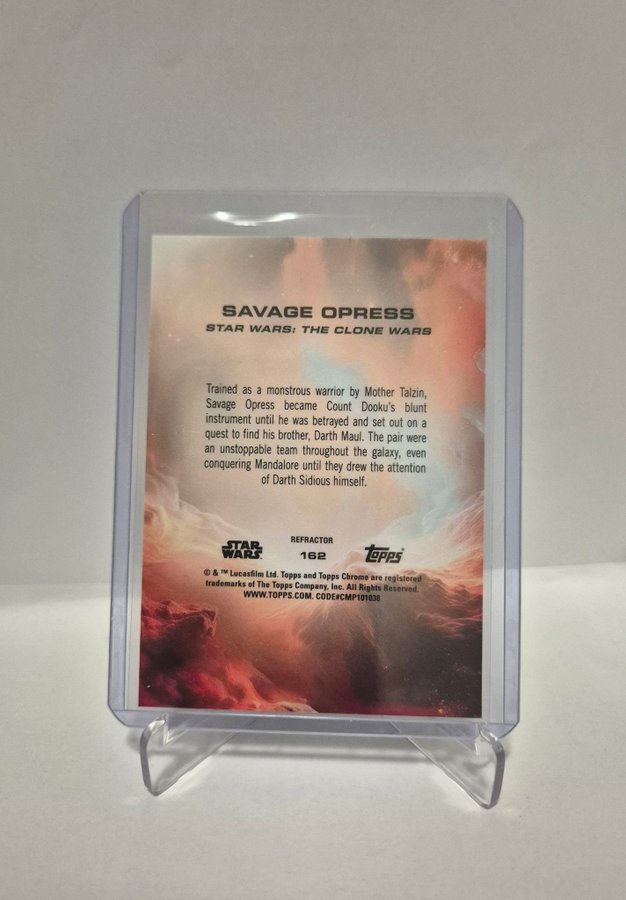 SAVAGE OPRESS
STAR WARS: THE CLONE WARS
Trained as a monstrous warrior by Mother Talzin,
Savage Opress became Count Dooku's blunt
instrument until he was betrayed and set out on a
quest to find his brother, Darth Maul. The pair were
an unstoppable team throughout the galaxy, even
conquering Mandalore until they drew the attention
of Darth Sidious himself.
STAR
WARS
REFRACTOR
162
Topps
© & ™ Lucasfilm Ltd. Topps and Topps Chrome are registered
trademarks of The Topps Company, Inc. All Rights Reserved.
WWW.TOPPS.COM. CODE#CMP101038